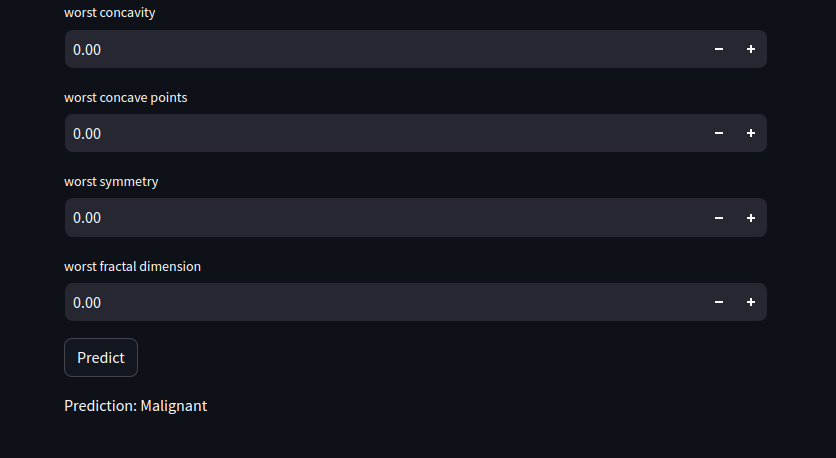 worst concavity
0.00
worst concave points
0.00
worst symmetry
0.00
worst fractal dimension
0.00
Predict
Prediction: Malignant